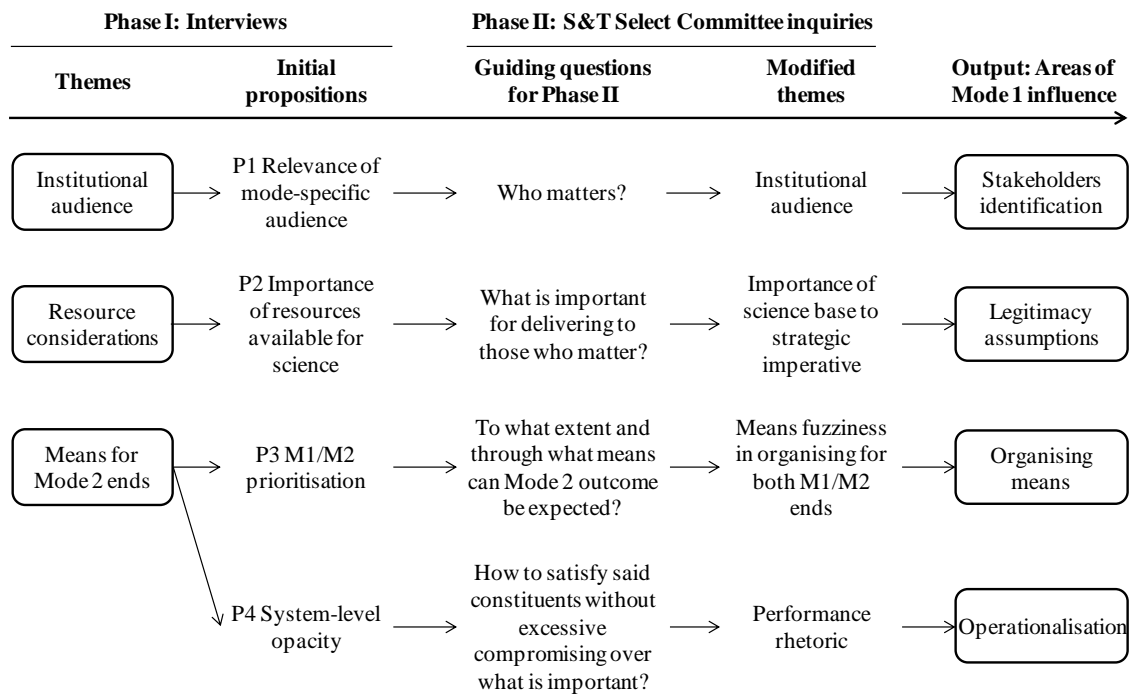 Phase I: Interviews
Phase II: S&T Select Committee inquiries
Themes
Initial
propositions
Guiding questions
for Phase II
Modified
themes
Output: Areas of
Mode 1 influence
Institutional
audience
P1 Relevance of
mode-specific
audience
Who matters?
Institutional
audience
Stakeholders
identification
Resource
considerations
P2 Importance
of resources
available for
science
What is important
for delivering to
those who matter?
Importance of
science base to
strategic
imperative
Legitimacy
assumptions
Means for
Mode 2 ends
P3 M1/M2
prioritisation
To what extent and
through what means
can Mode 2 outcome
be expected?
Means fuzziness
in organising for
both M1/M2
ends
Organising
means
P4 System-level
opacity
How to satisfy said
constituents without
excessive
compromising over
what is important?
Performance
rhetoric
Operationalisation